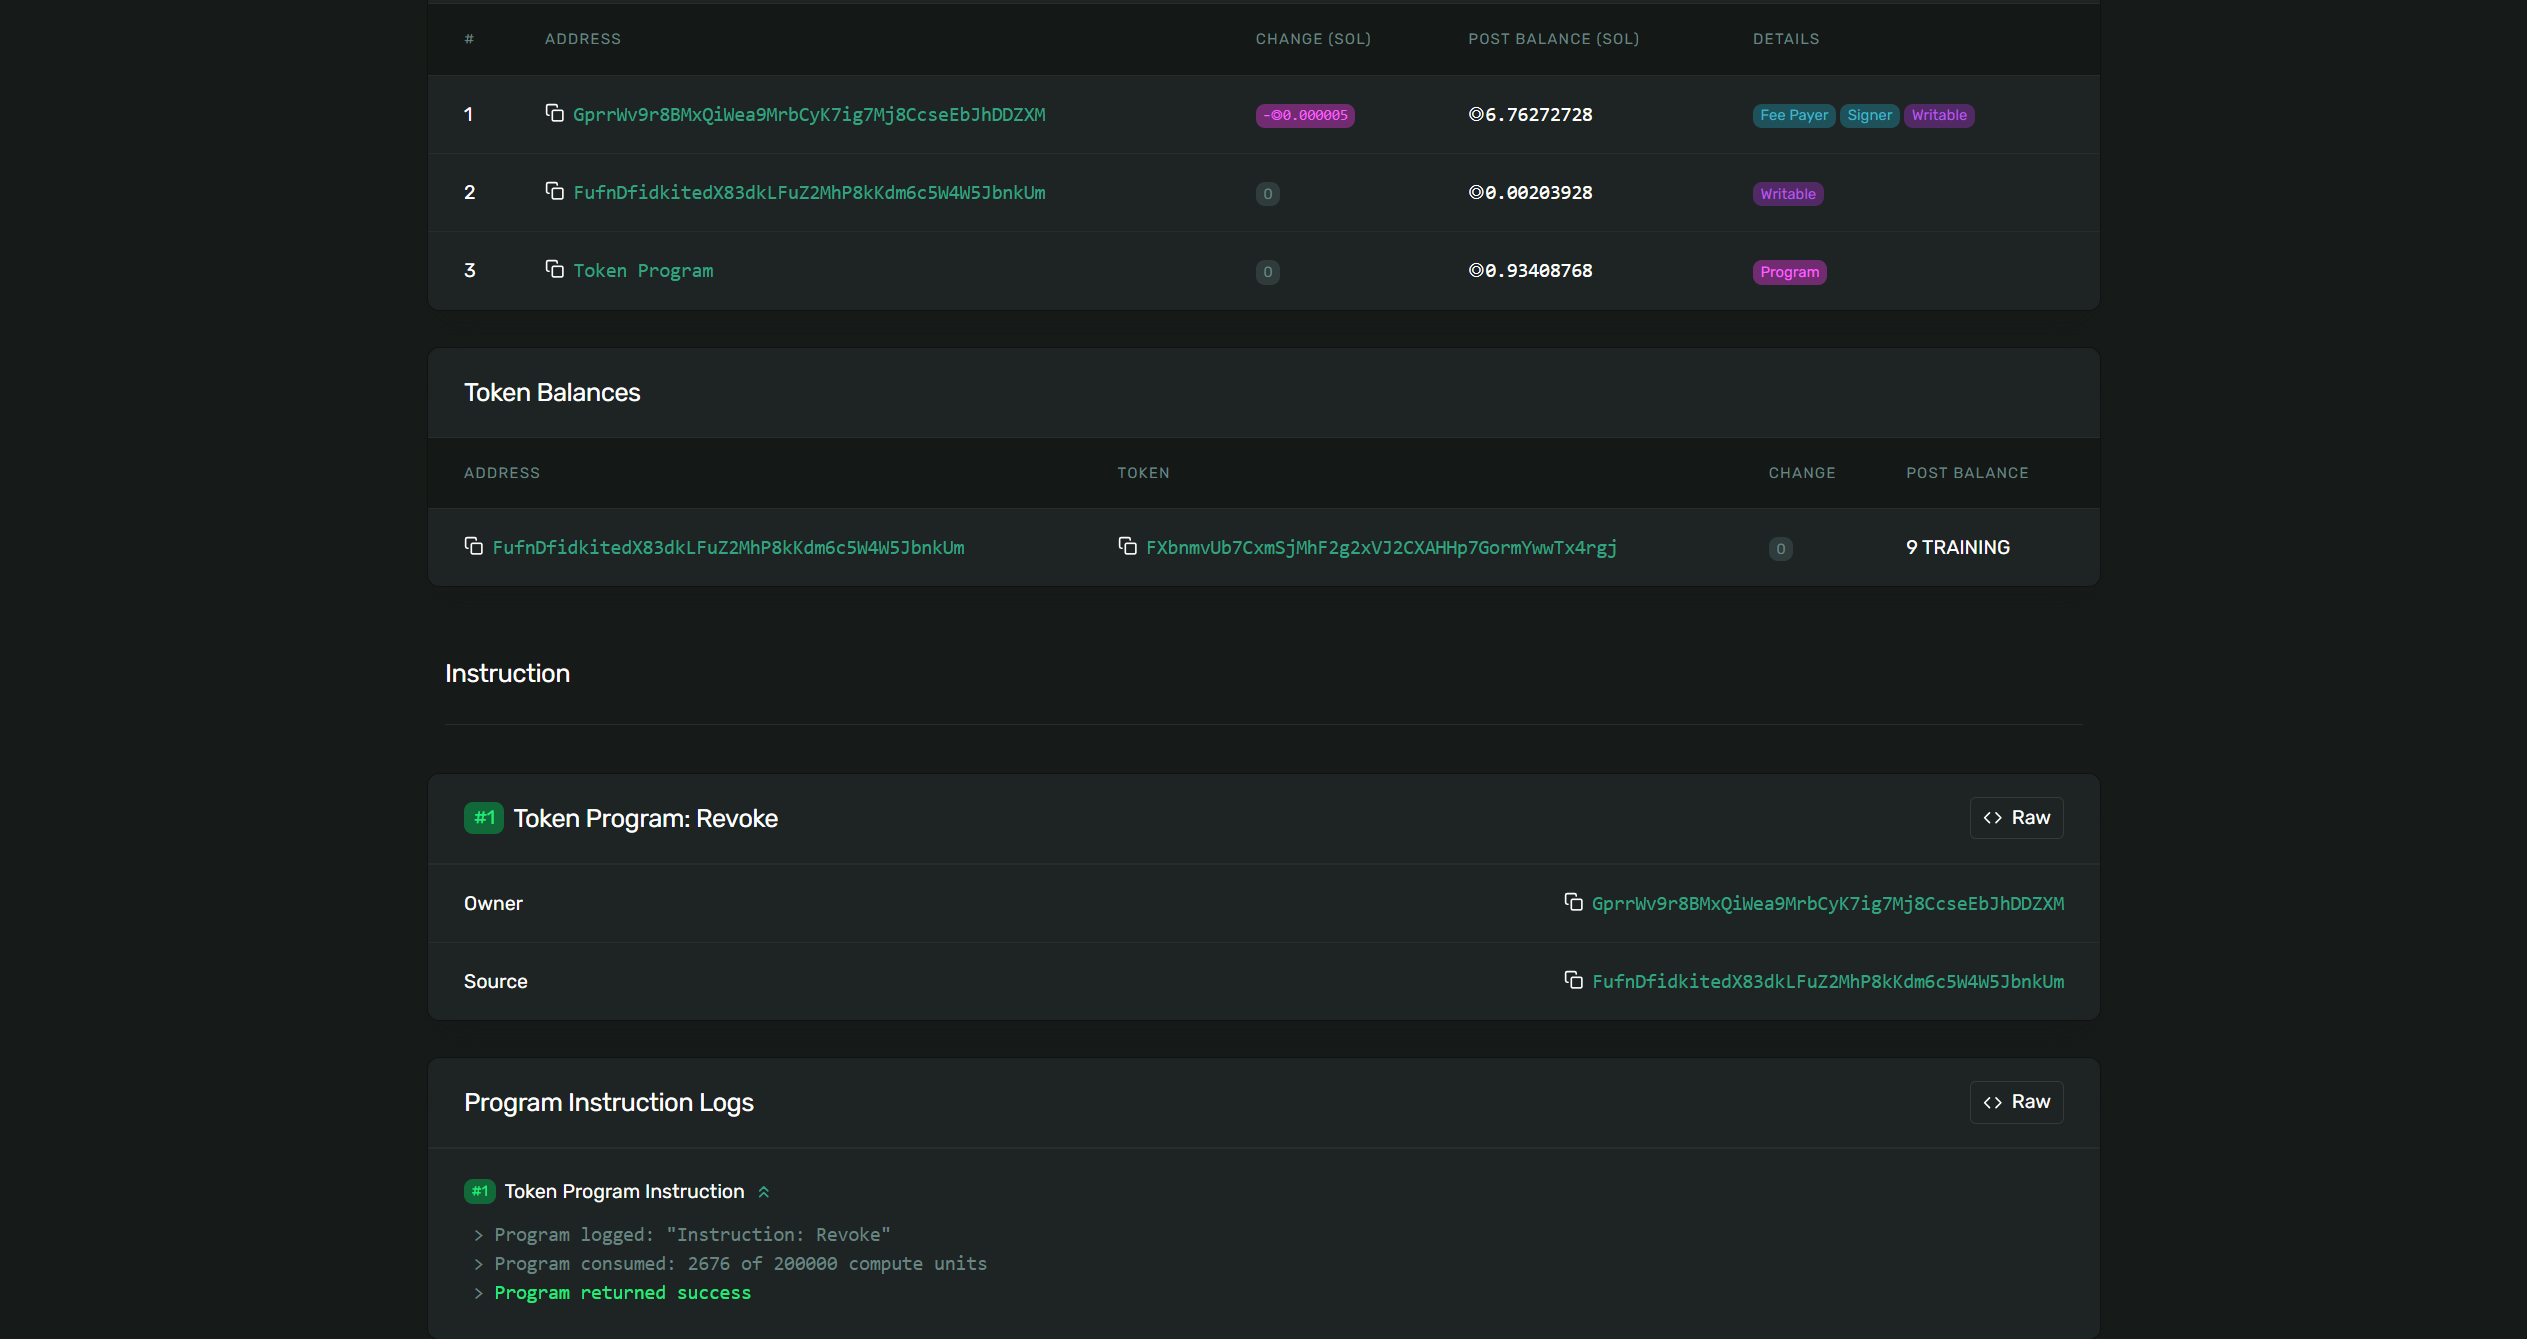 # ADDRESS CHANGE (SOL) POST BALANCE (SOL) DETAILS
1 GprrWv9r8BMxQiWea9MrbCyK7ig7Mj8CcseEbJhDDZXM -◎0.000005 ◎6.76272728 Fee Payer Signer Writable
2 FufnDfidkitedX83dkLFuZ2MhP8kKdm6c5W4W5JbnkUm 0 ◎0.00203928 Writable
3 Token Program 0 ◎0.93408768 Program
Token Balances
ADDRESS TOKEN CHANGE POST BALANCE
FufnDfidkitedX83dkLFuZ2MhP8kKdm6c5W4W5JbnkUm FXbnmvUb7CxmSjMhF2g2xVJ2CXAHHp7GormYwwTx4rgj 0 9 TRAINING
Instruction
#1 Token Program: Revoke <> Raw
Owner GprrWv9r8BMxQiWea9MrbCyK7ig7Mj8CcseEbJhDDZXM
Source FufnDfidkitedX83dkLFuZ2MhP8kKdm6c5W4W5JbnkUm
Program Instruction Logs <> Raw
#1 Token Program Instruction
> Program logged: "Instruction: Revoke"
> Program consumed: 2676 of 200000 compute units
> Program returned success